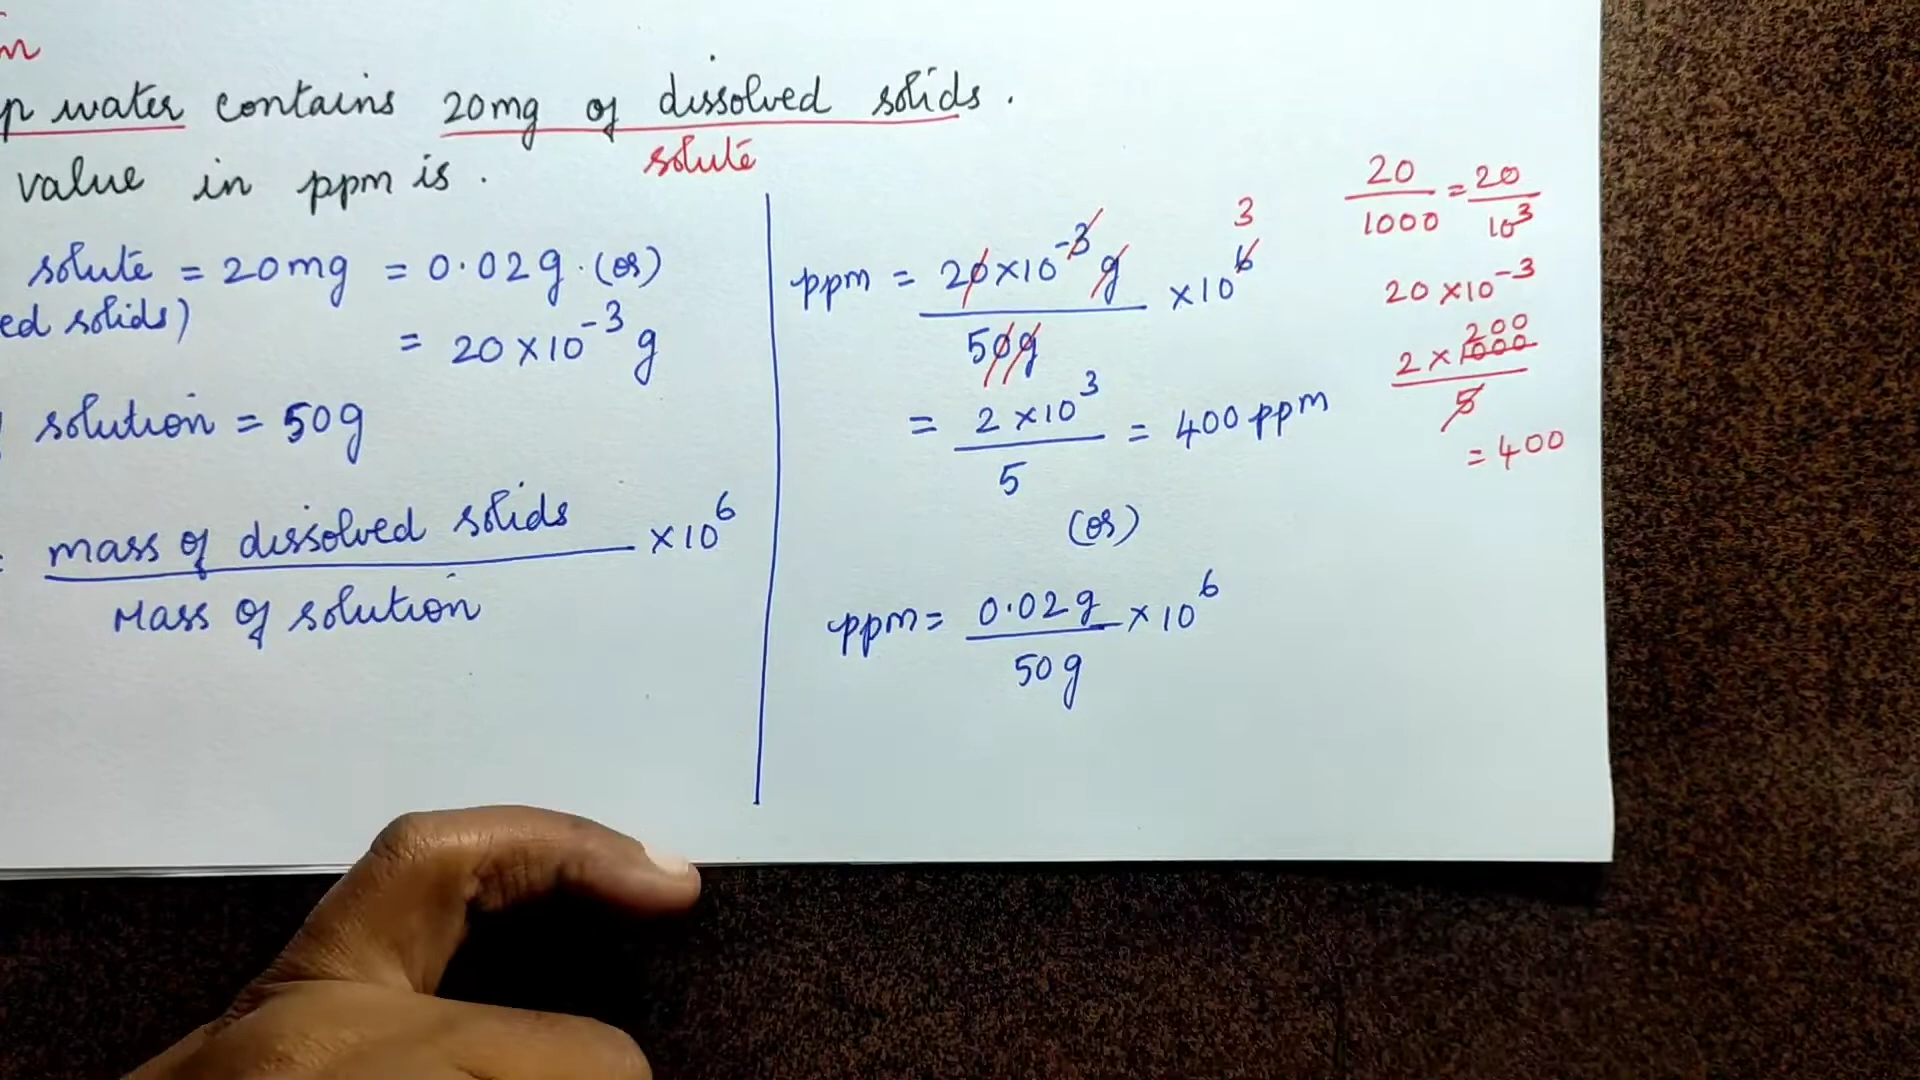 m
p water contains 20mg of dissolved solids.
solute
value in ppm is.
solute = 20mg = 0.02g. (or)
ed solids)
= 20 × 10⁻³ g
solution = 50g
= mass of dissolved solids × 10⁶
Mass of solution
ppm = 20 × 10⁻³ g × 10⁶ 3
50g
= 2 × 10³ = 400 ppm
5
(or)
ppm = 0.02g × 10⁶
50g
20 = 20
1000 10³
20 × 10⁻³
200
2 × 1000
5
= 400